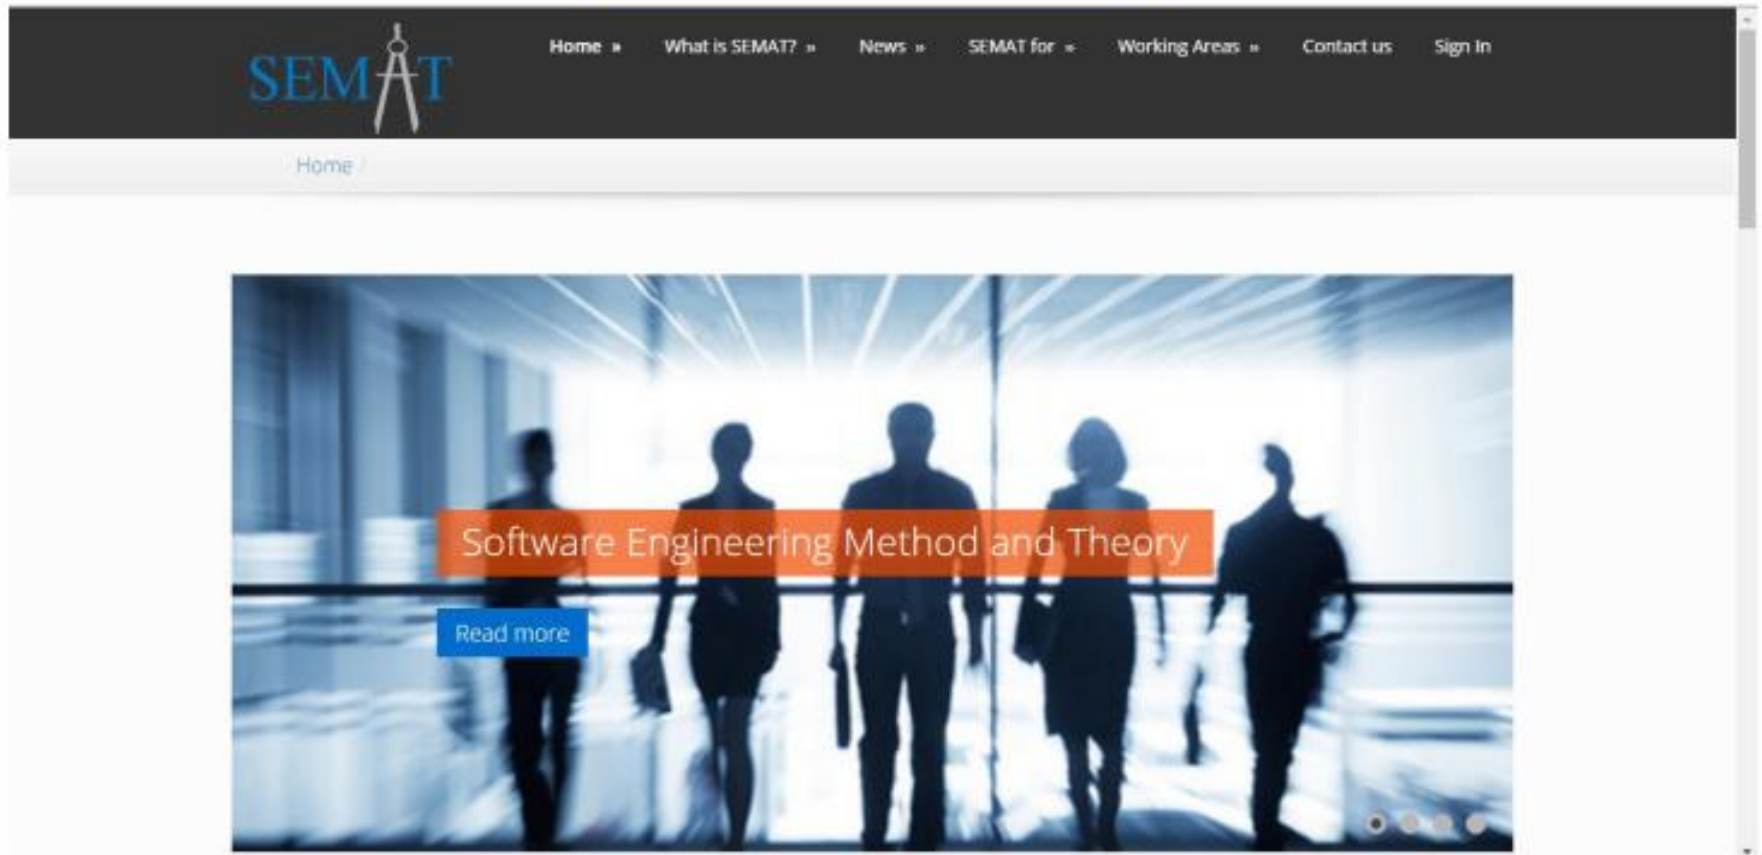 SEMAT
Home » What is SEMAT? » News » SEMAT for » Working Areas » Contact us Sign In
Home /
Software Engineering Method and Theory
Read more